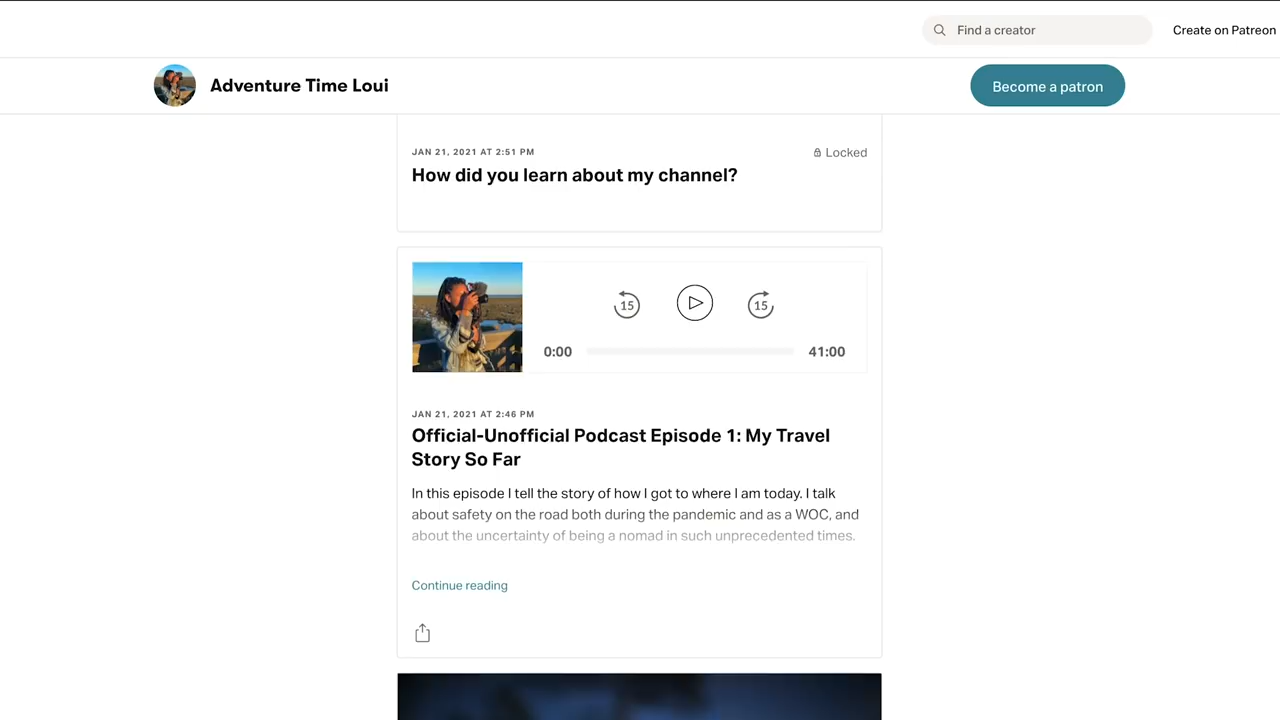 Find a creator
Create on Patreon
Adventure Time Loui
Become a patron
JAN 21, 2021 AT 2:51 PM
Locked
How did you learn about my channel?
15
15
0:00
41:00
JAN 21, 2021 AT 2:46 PM
Official-Unofficial Podcast Episode 1: My Travel
Story So Far
In this episode I tell the story of how I got to where I am today. I talk
about safety on the road both during the pandemic and as a WOC, and
about the uncertainty of being a nomad in such unprecedented times.
Continue reading